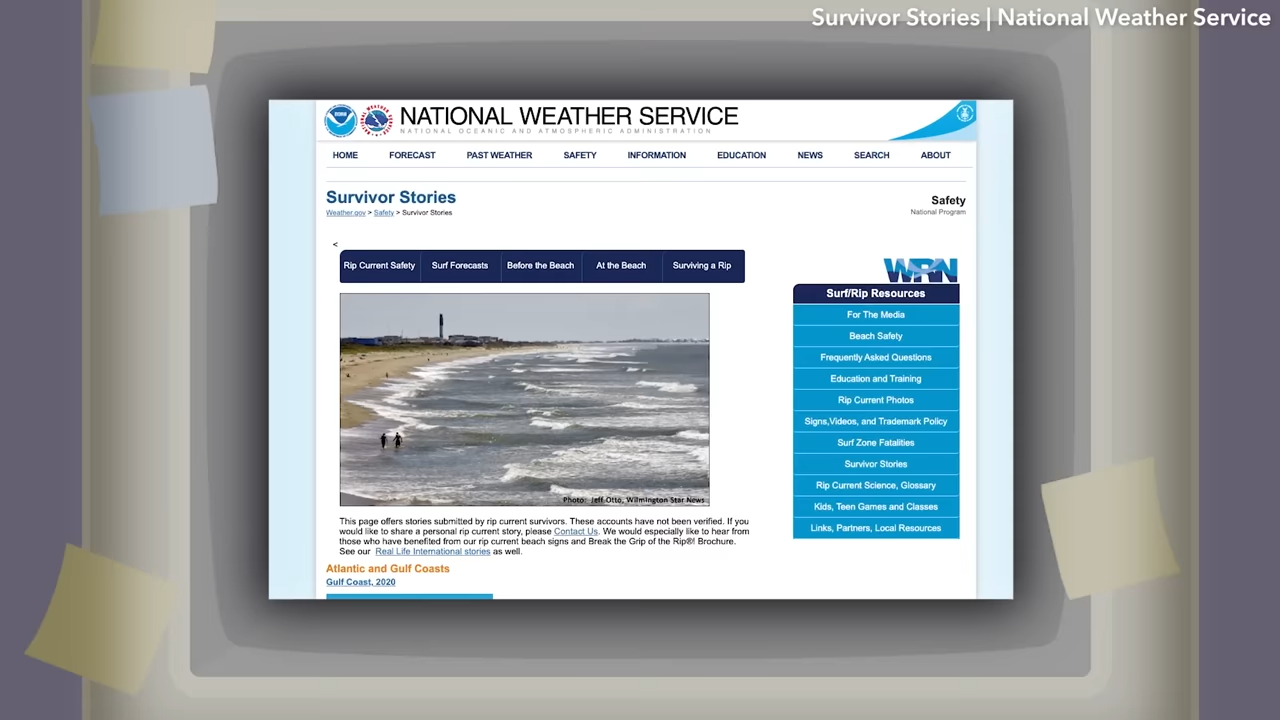 Survivor Stories | National Weather Service
NATIONAL WEATHER SERVICE
NATIONAL OCEANIC AND ATMOSPHERIC ADMINISTRATION
HOME FORECAST PAST WEATHER SAFETY INFORMATION EDUCATION NEWS SEARCH ABOUT
Survivor Stories
Weather.gov > Safety > Survivor Stories
Safety
National Program
<
Rip Current Safety Surf Forecasts Before the Beach At the Beach Surviving a Rip
Photo: Jeff Otto, Wilmington Star News
This page offers stories submitted by rip current survivors. These accounts have not been verified. If you
would like to share a personal rip current story, please Contact Us. We would especially like to hear from
those who have benefited from our rip current beach signs and Break the Grip of the Rip®! Brochure.
See our Real Life International stories as well.
Atlantic and Gulf Coasts
Gulf Coast, 2020
WRN
Surf/Rip Resources
For The Media
Beach Safety
Frequently Asked Questions
Education and Training
Rip Current Photos
Signs,Videos, and Trademark Policy
Surf Zone Fatalities
Survivor Stories
Rip Current Science, Glossary
Kids, Teen Games and Classes
Links, Partners, Local Resources